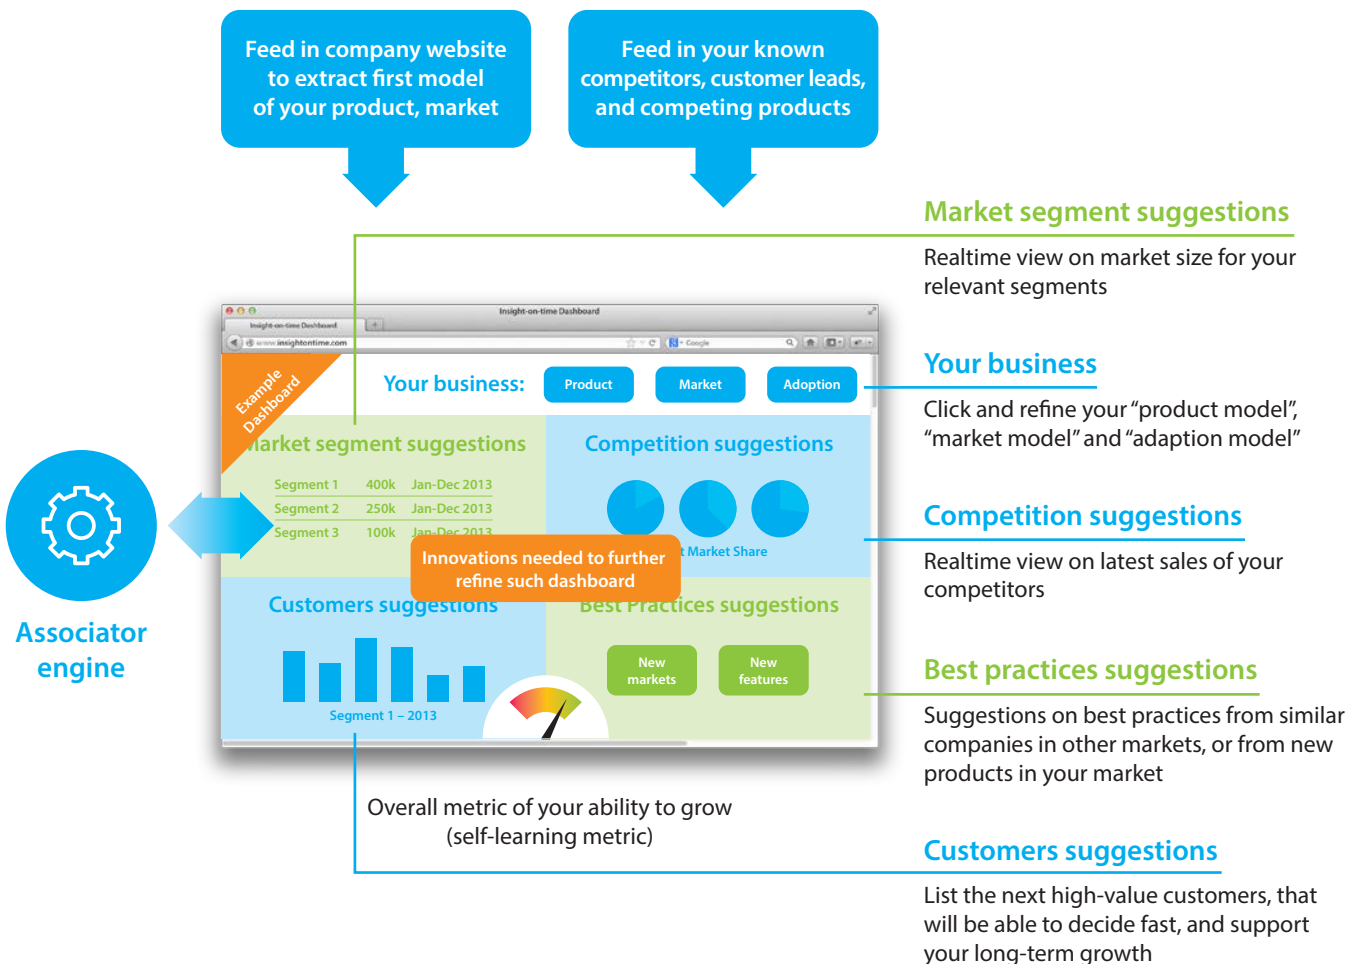 Feed in company website
to extract first model
of your product, market
Feed in your known
competitors, customer leads,
and competing products
Market segment suggestions
Realtime view on market size for your
relevant segments
Insight-on-time Dashboard
Insight-on-time Dashboard
www.insightontime.com
Google
Example
Dashboard
Your business:
Product
Market
Adoption
Your business
Click and refine your “product model”,
“market model” and “adaption model”
Market segment suggestions
Segment 1 400k Jan-Dec 2013
Segment 2 250k Jan-Dec 2013
Segment 3 100k Jan-Dec 2013
Competition suggestions
Market Share
Competition suggestions
Realtime view on latest sales of your
competitors
Innovations needed to further
refine such dashboard
Associator
engine
Customers suggestions
Segment 1 – 2013
Best Practices suggestions
New
markets
New
features
Best practices suggestions
Suggestions on best practices from similar
companies in other markets, or from new
products in your market
Overall metric of your ability to grow
(self-learning metric)
Customers suggestions
List the next high-value customers, that
will be able to decide fast, and support
your long-term growth